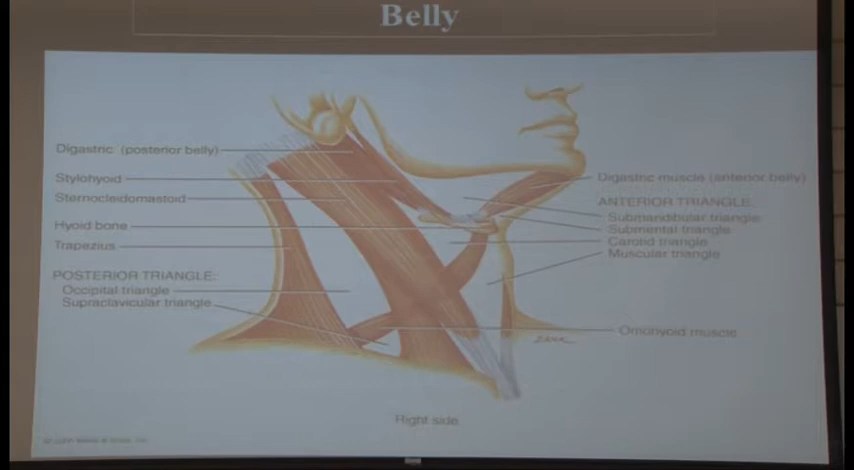 Belly
Digastric (posterior belly)
Stylohyoid
Sternocleidomastoid
Hyoid bone
Trapezius
POSTERIOR TRIANGLE:
Occipital triangle
Supraclavicular triangle
Digastric muscle (anterior belly)
ANTERIOR TRIANGLE:
Submandibular triangle
Submental triangle
Carotid triangle
Muscular triangle
Omohyoid muscle
Right side